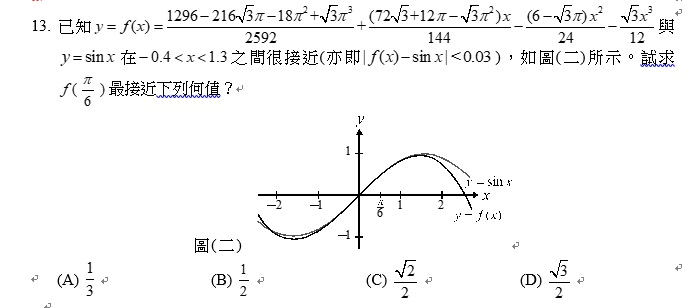 13. 已知 y = f(x) = (1296−216√3π−18π²+√3π³)/2592 + (72√3+12π−√3π²)x/144 − (6−√3π)x²/24 − √3x³/12 與
y = sin x 在 −0.4 < x < 1.3 之間很接近(亦即 | f(x)−sin x | < 0.03 )，如圖(二)所示。試求
f(π/6) 最接近下列何值？
y
1
y = sin x
−2 −1 π/6 1 2 x
y = f(x)
−1
圖(二)
(A) 1/3 (B) 1/2 (C) √2/2 (D) √3/2